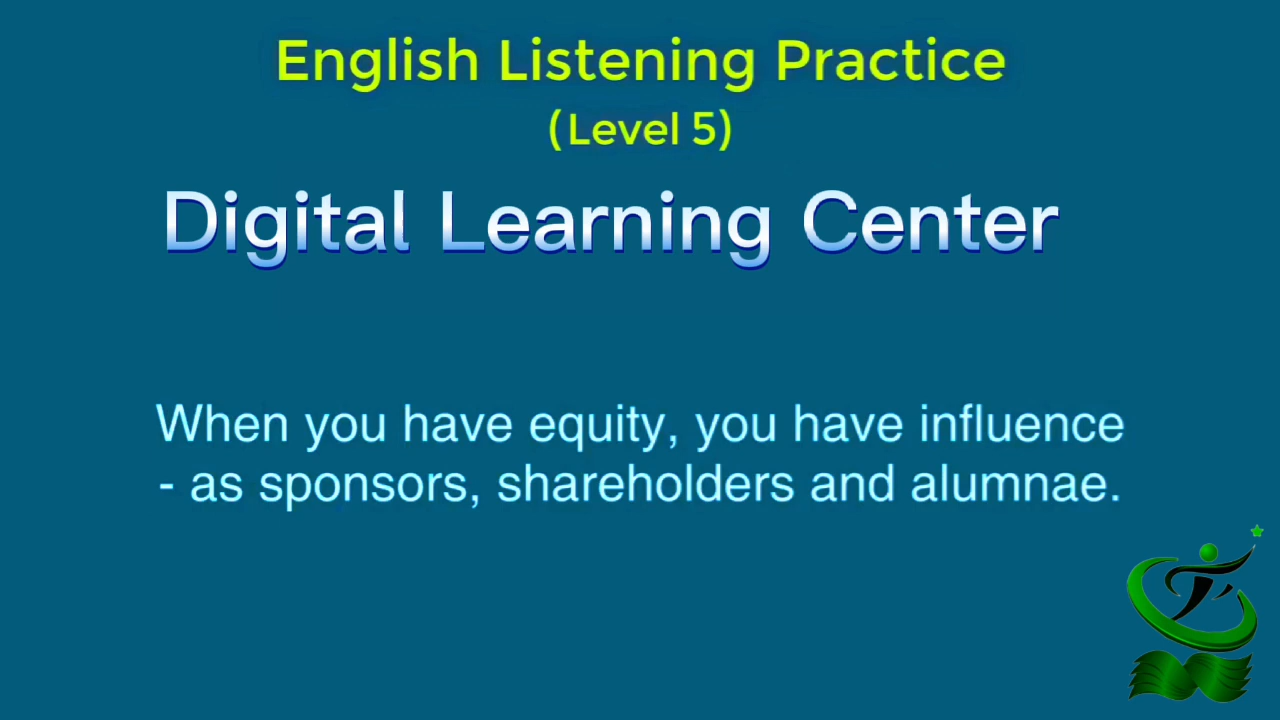 English Listening Practice
(Level 5)
Digital Learning Center
When you have equity, you have influence
- as sponsors, shareholders and alumnae.